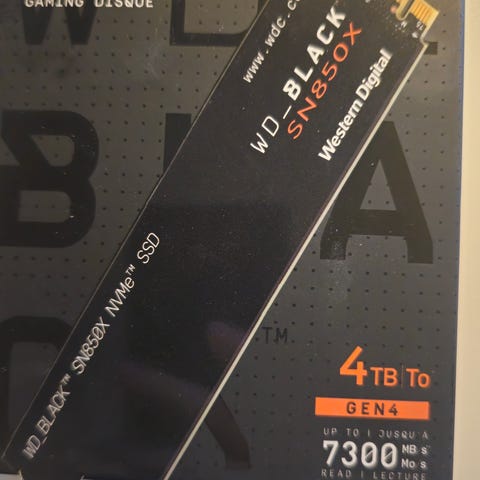 GAMING DISQUE
www.wdc.c
WD_BLACK
SN850X
Western Digital
WD_BLACK™ SN850X NVMe™ SSD
™
4TB|To
GEN4
UP TO | JUSQU'A
7300 MB/s
Mo/s
READ | LECTURE